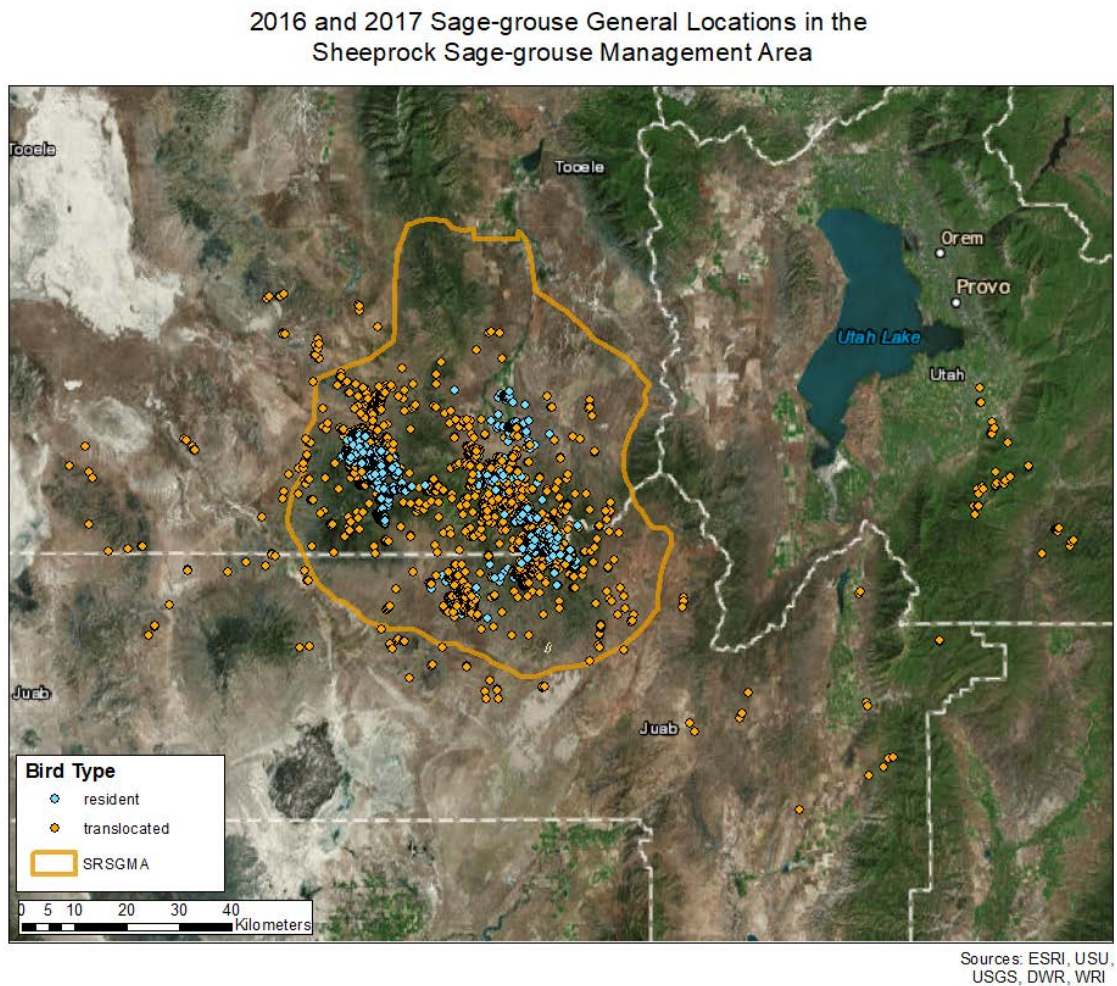 2016 and 2017 Sage-grouse General Locations in the
Sheeprock Sage-grouse Management Area
Tooele
Tooele
Orem
Provo
Utah Lake
Utah
Juab
Juab
Bird Type
resident
translocated
SRSGMA
0 5 10 20 30 40
Kilometers
Sources: ESRI, USU,
USGS, DWR, WRI